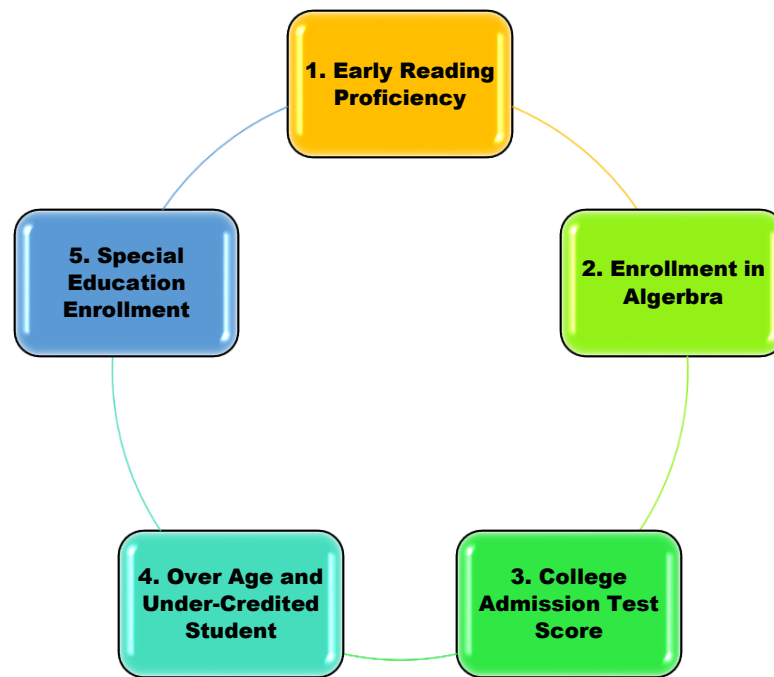 1. Early Reading
Proficiency
2. Enrollment in
Algerbra
3. College
Admission Test
Score
4. Over Age and
Under-Credited
Student
5. Special
Education
Enrollment